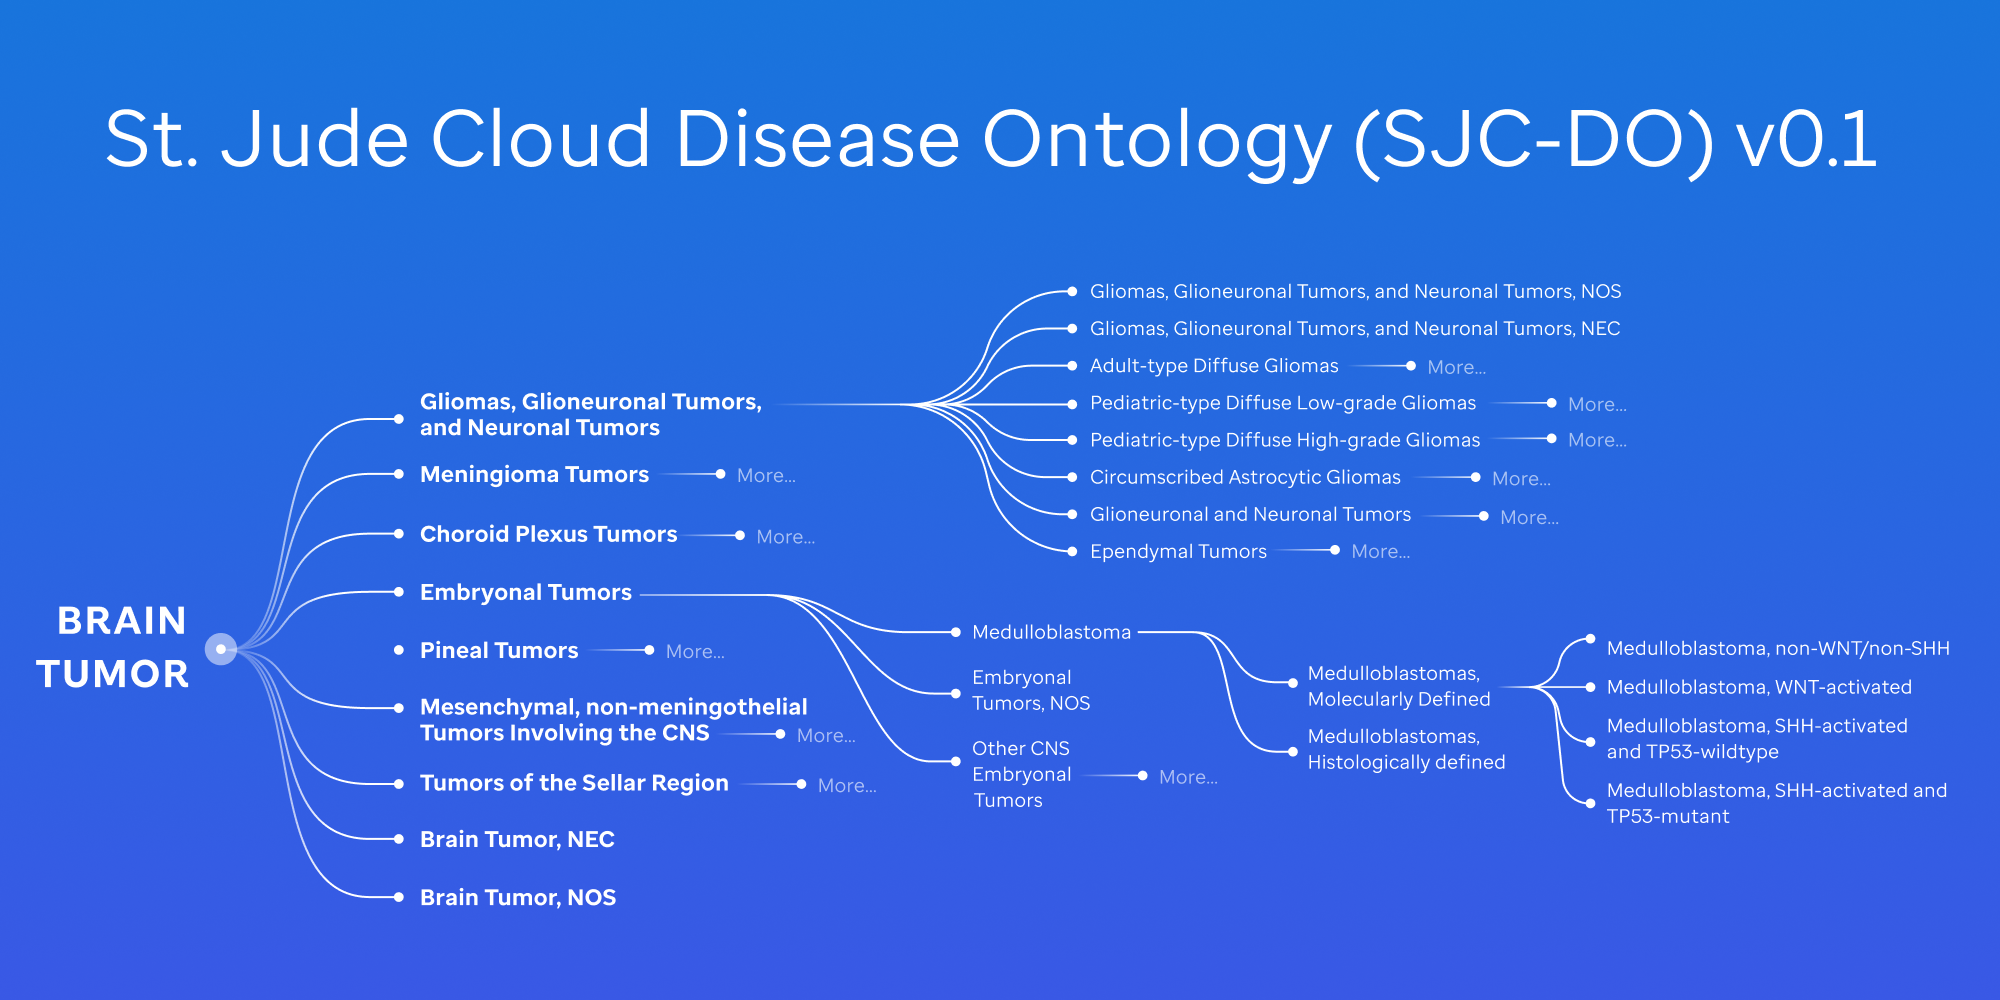 St. Jude Cloud Disease Ontology (SJC-DO) v0.1
BRAIN
TUMOR
Gliomas, Glioneuronal Tumors,
and Neuronal Tumors
Meningioma Tumors
More...
Choroid Plexus Tumors
More...
Embryonal Tumors
Pineal Tumors
More...
Mesenchymal, non-meningothelial
Tumors Involving the CNS
More...
Tumors of the Sellar Region
More...
Brain Tumor, NEC
Brain Tumor, NOS
Gliomas, Glioneuronal Tumors, and Neuronal Tumors, NOS
Gliomas, Glioneuronal Tumors, and Neuronal Tumors, NEC
Adult-type Diffuse Gliomas
More...
Pediatric-type Diffuse Low-grade Gliomas
More...
Pediatric-type Diffuse High-grade Gliomas
More...
Circumscribed Astrocytic Gliomas
More...
Glioneuronal and Neuronal Tumors
More...
Ependymal Tumors
More...
Medulloblastoma
Embryonal
Tumors, NOS
Other CNS
Embryonal
Tumors
More...
Medulloblastomas,
Molecularly Defined
Medulloblastomas,
Histologically defined
Medulloblastoma, non-WNT/non-SHH
Medulloblastoma, WNT-activated
Medulloblastoma, SHH-activated
and TP53-wildtype
Medulloblastoma, SHH-activated and
TP53-mutant